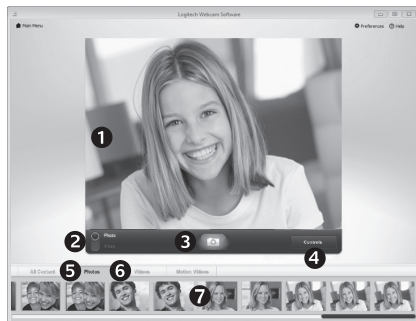 Logitech Webcam Software
Main Menu
Preferences
Help
1
2
Photo
Video
3
Controls
4
All Content
5
Photos
6
Videos
Motion Videos
7